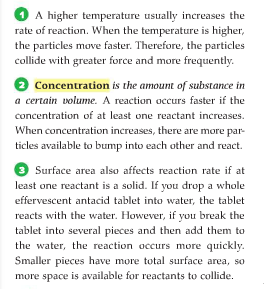 1 A higher temperature usually increases the
rate of reaction. When the temperature is higher,
the particles move faster. Therefore, the particles
collide with greater force and more frequently.
2 Concentration is the amount of substance in
a certain volume. A reaction occurs faster if the
concentration of at least one reactant increases.
When concentration increases, there are more par-
ticles available to bump into each other and react.
3 Surface area also affects reaction rate if at
least one reactant is a solid. If you drop a whole
effervescent antacid tablet into water, the tablet
reacts with the water. However, if you break the
tablet into several pieces and then add them to
the water, the reaction occurs more quickly.
Smaller pieces have more total surface area, so
more space is available for reactants to collide.